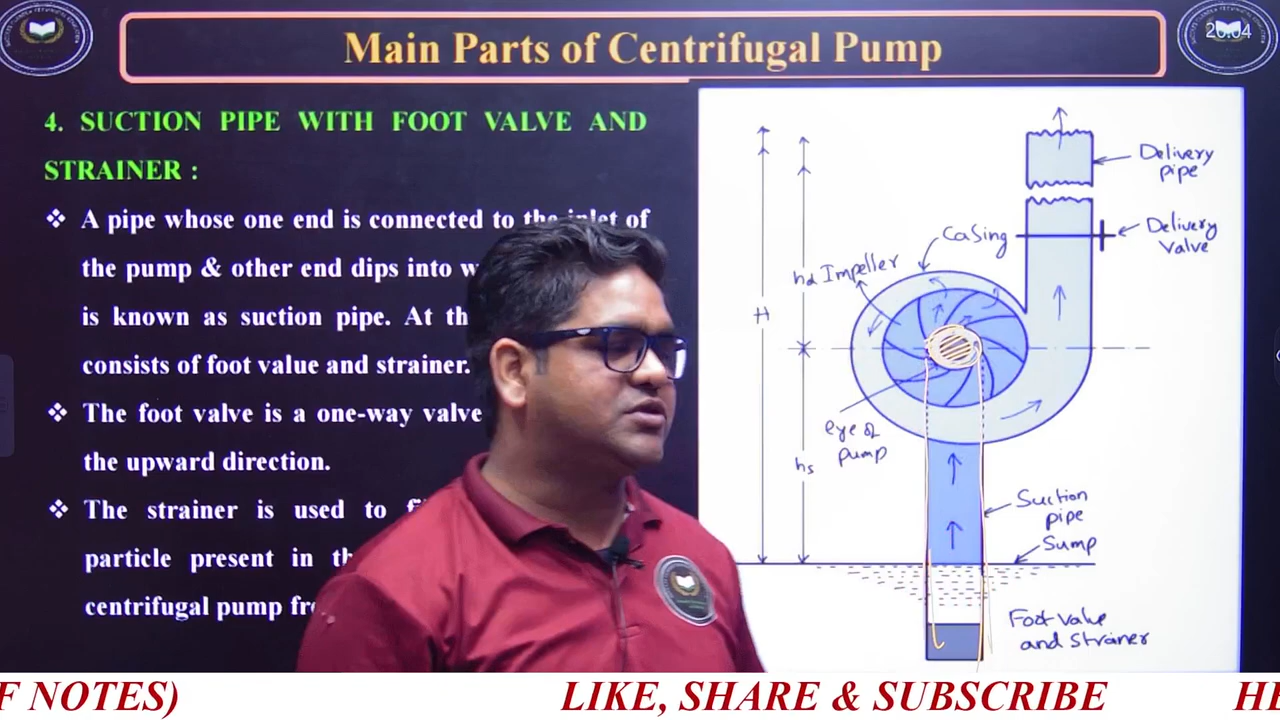 Main Parts of Centrifugal Pump
20:04
4. SUCTION PIPE WITH FOOT VALVE AND
STRAINER :
❖ A pipe whose one end is connected to the inlet of
the pump & other end dips into
is known as suction pipe. At
consists of foot value and strainer.
❖ The foot valve is a one-way valve
the upward direction.
❖ The strainer is used to
particle present in
centrifugal pump
Delivery
pipe
Delivery
valve
Casing
hd Impeller
H
eye of
pump
hs
Suction
pipe
Sump
Foot valve
and strainer
F NOTES)
LIKE, SHARE & SUBSCRIBE
HE